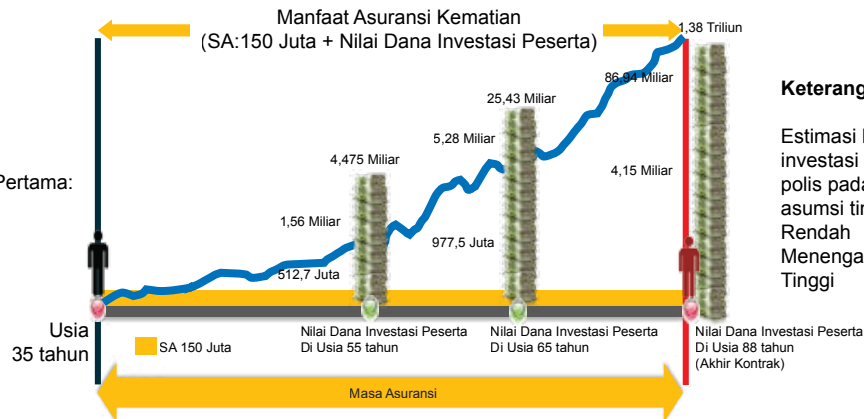 Manfaat Asuransi Kematian
(SA:150 Juta + Nilai Dana Investasi Peserta)
1,38 Triliun
86,94 Miliar
25,43 Miliar
5,28 Miliar
4,475 Miliar
4,15 Miliar
1,56 Miliar
977,5 Juta
512,7 Juta
Pertama:
Keterang
Estimasi
investasi
polis pada
asumsi
Rendah
Menenga
Tinggi
Usia
35 tahun
SA 150 Juta
Nilai Dana Investasi Peserta
Di Usia 55 tahun
Nilai Dana Investasi Peserta
Di Usia 65 tahun
Nilai Dana Investasi Peserta
Di Usia 88 tahun
(Akhir Kontrak)
Masa Asuransi